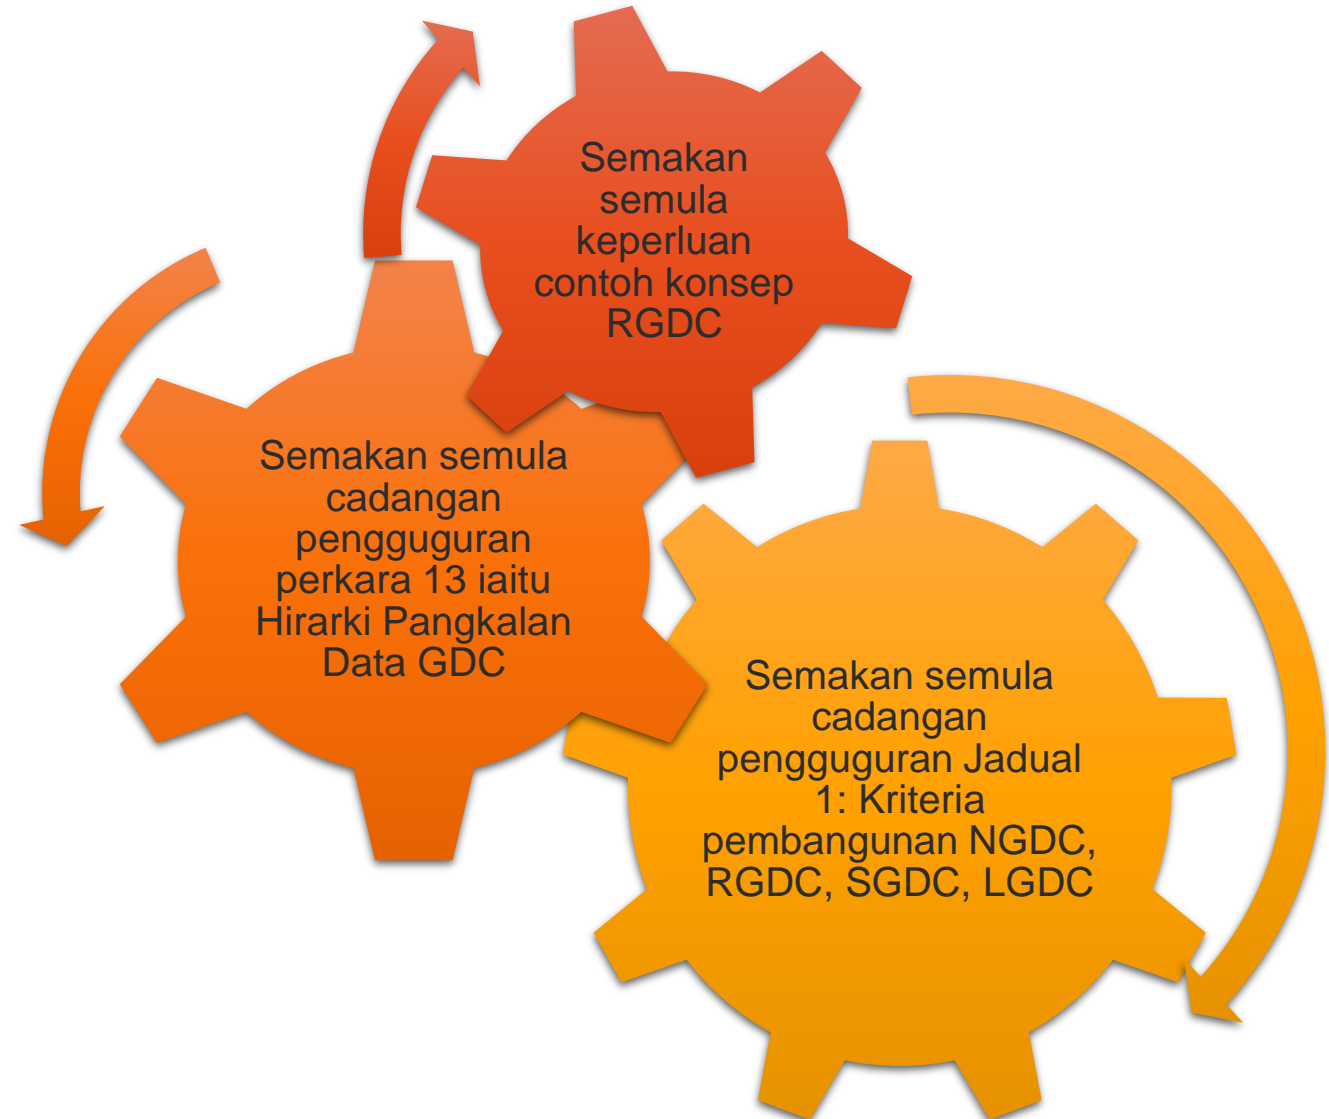 Semakan
semula
keperluan
contoh konsep
RGDC
Semakan semula
cadangan
pengguguran
perkara 13 iaitu
Hirarki Pangkalan
Data GDC
Semakan semula
cadangan
pengguguran Jadual
1: Kriteria
pembangunan NGDC,
RGDC, SGDC, LGDC